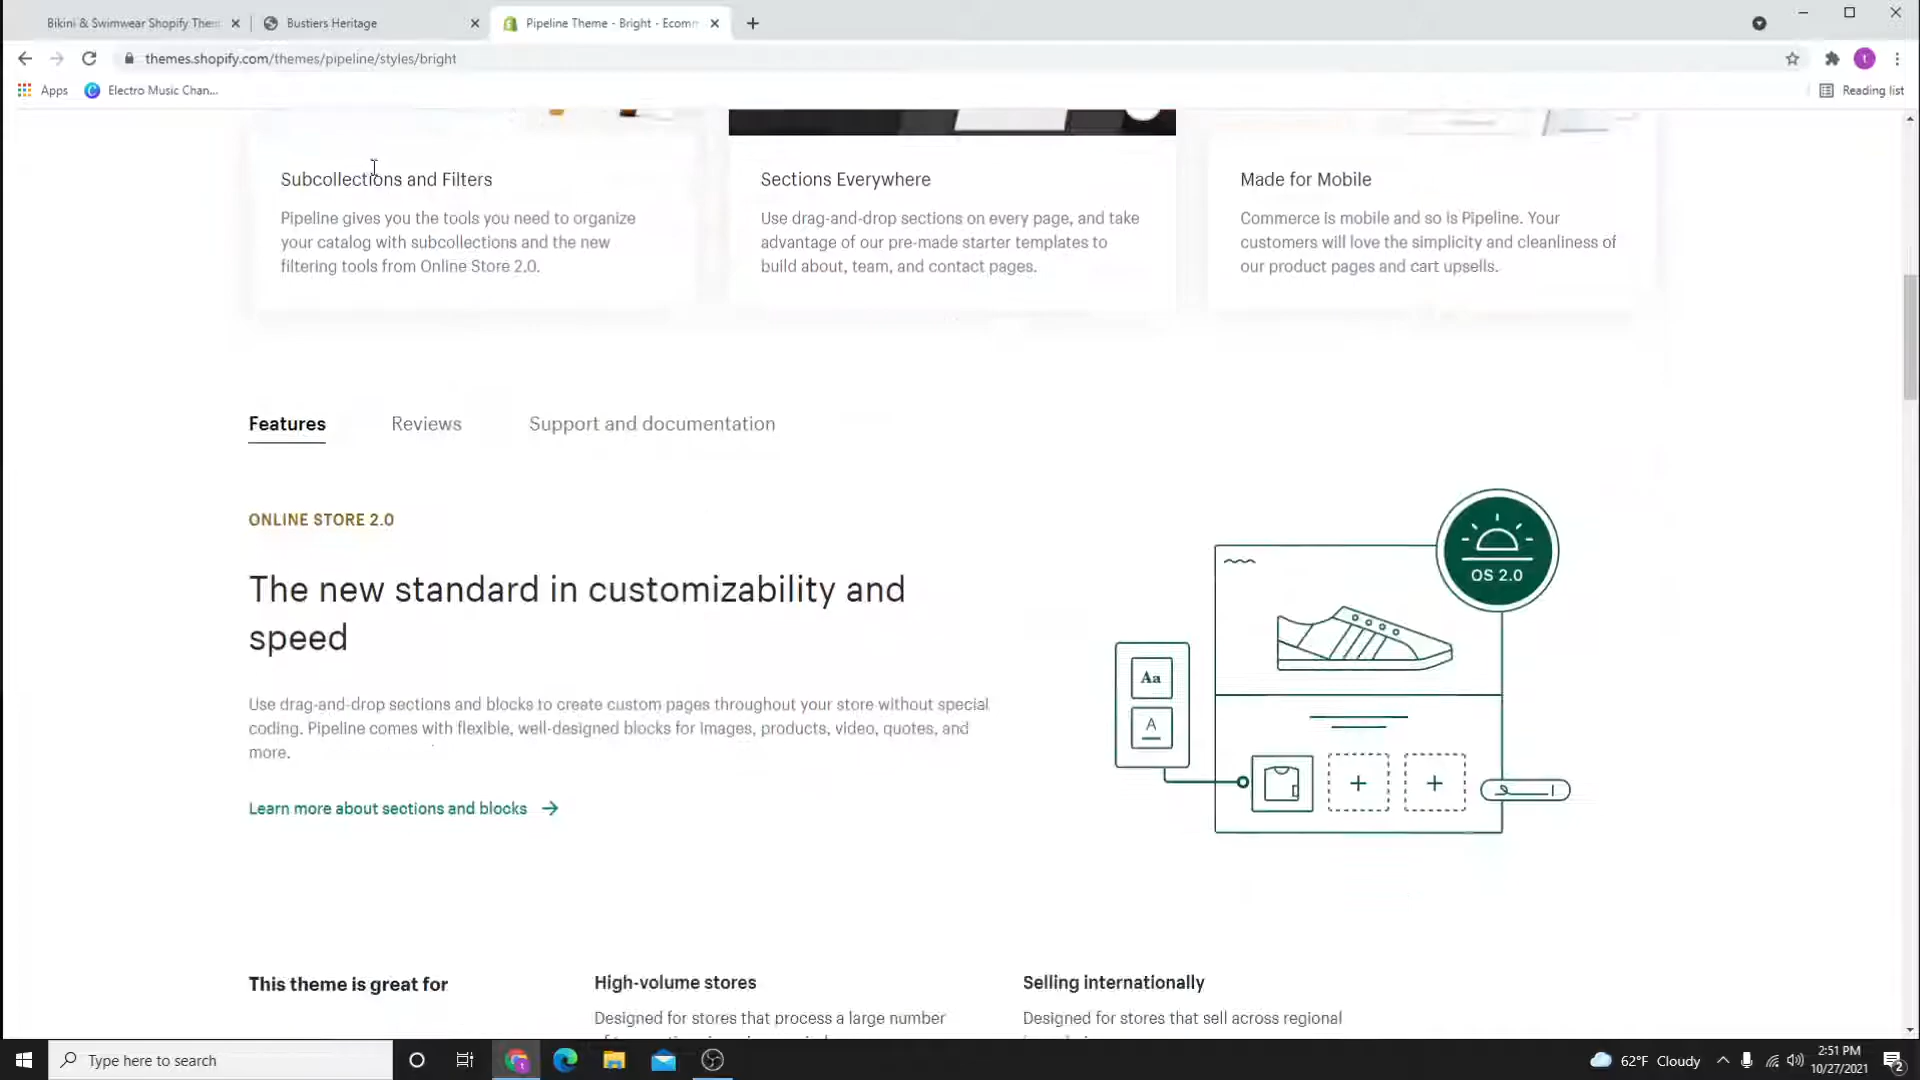 Bikini & Swimwear Shopify Them
Bustiers Heritage
Pipeline Theme - Bright - Ecomm
themes.shopify.com/themes/pipeline/styles/bright
t
Apps
Electro Music Chan...
Reading list
Subcollections and Filters
Pipeline gives you the tools you need to organize
your catalog with subcollections and the new
filtering tools from Online Store 2.0.
Sections Everywhere
Use drag-and-drop sections on every page, and take
advantage of our pre-made starter templates to
build about, team, and contact pages.
Made for Mobile
Commerce is mobile and so is Pipeline. Your
customers will love the simplicity and cleanliness of
our product pages and cart upsells.
Features
Reviews
Support and documentation
ONLINE STORE 2.0
The new standard in customizability and
speed
Use drag-and-drop sections and blocks to create custom pages throughout your store without special
coding. Pipeline comes with flexible, well-designed blocks for images, products, video, quotes, and
more.
Learn more about sections and blocks
OS 2.0
Aa
A
This theme is great for
High-volume stores
Designed for stores that process a large number
Selling internationally
Designed for stores that sell across regional
Type here to search
t
62°F Cloudy
2:51 PM
10/27/2021
2